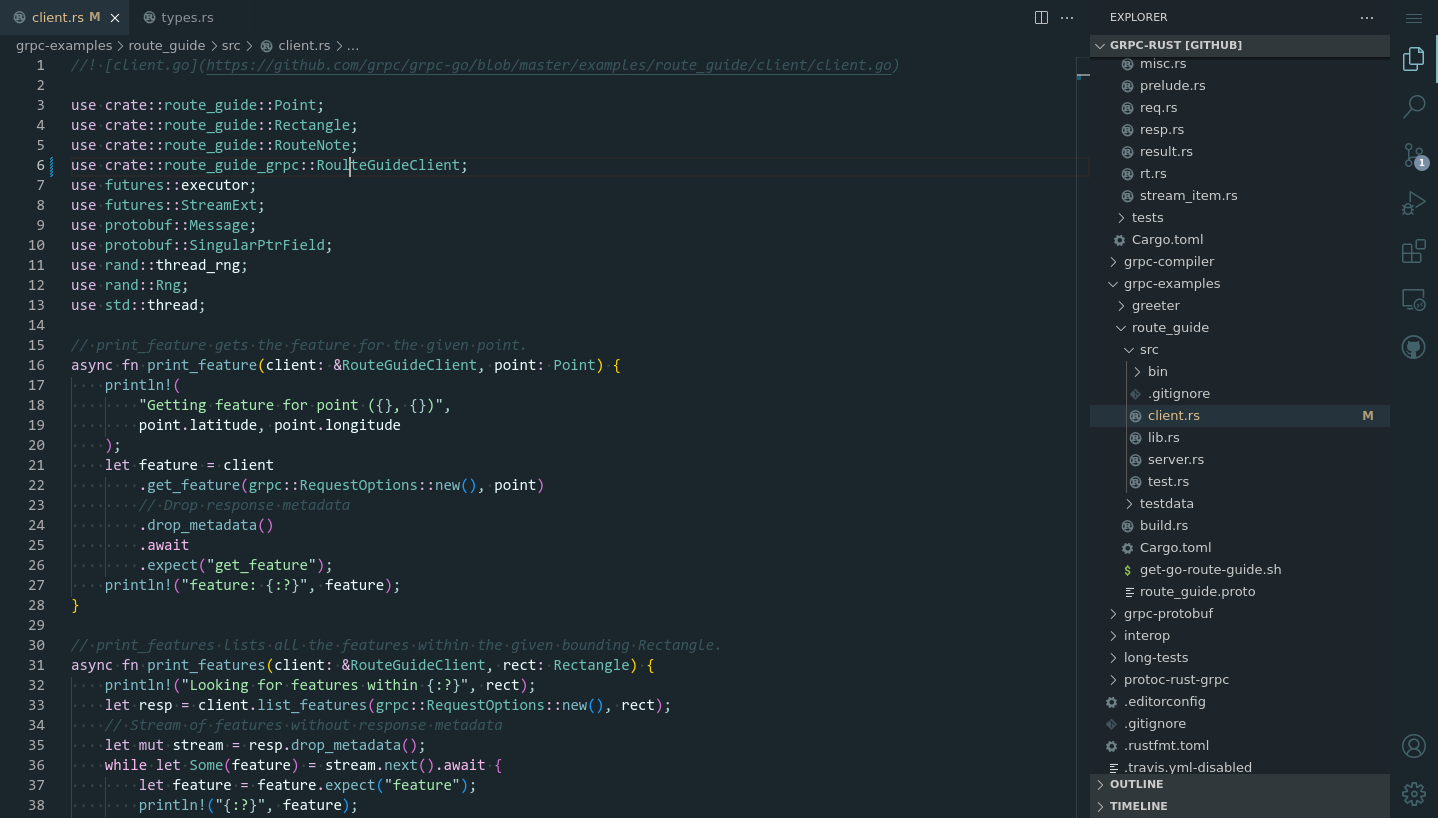 client.rs M
types.rs
grpc-examples > route_guide > src > client.rs > ...
1 //! [client.go](https://github.com/grpc/grpc-go/blob/master/examples/route_guide/client/client.go)
2
3 use crate::route_guide::Point;
4 use crate::route_guide::Rectangle;
5 use crate::route_guide::RouteNote;
6 use crate::route_guide_grpc::RoulteGuideClient;
7 use futures::executor;
8 use futures::StreamExt;
9 use protobuf::Message;
10 use protobuf::SingularPtrField;
11 use rand::thread_rng;
12 use rand::Rng;
13 use std::thread;
14
15 // print_feature gets the feature for the given point.
16 async fn print_feature(client: &RouteGuideClient, point: Point) {
17     println!(
18         "Getting feature for point ({}, {})",
19         point.latitude, point.longitude
20     );
21     let feature = client
22         .get_feature(grpc::RequestOptions::new(), point)
23         // Drop response metadata
24         .drop_metadata()
25         .await
26         .expect("get_feature");
27     println!("feature: {:?}", feature);
28 }
29
30 // print_features lists all the features within the given bounding Rectangle.
31 async fn print_features(client: &RouteGuideClient, rect: Rectangle) {
32     println!("Looking for features within {:?}", rect);
33     let resp = client.list_features(grpc::RequestOptions::new(), rect);
34     // Stream of features without response metadata
35     let mut stream = resp.drop_metadata();
36     while let Some(feature) = stream.next().await {
37         let feature = feature.expect("feature");
38         println!("{:?}", feature);
EXPLORER
GRPC-RUST [GITHUB]
misc.rs
prelude.rs
req.rs
resp.rs
result.rs
rt.rs
stream_item.rs
tests
Cargo.toml
grpc-compiler
grpc-examples
greeter
route_guide
src
bin
.gitignore
client.rs M
lib.rs
server.rs
test.rs
testdata
build.rs
Cargo.toml
$ get-go-route-guide.sh
route_guide.proto
grpc-protobuf
interop
long-tests
protoc-rust-grpc
.editorconfig
.gitignore
.rustfmt.toml
.travis.yml-disabled
OUTLINE
TIMELINE
1